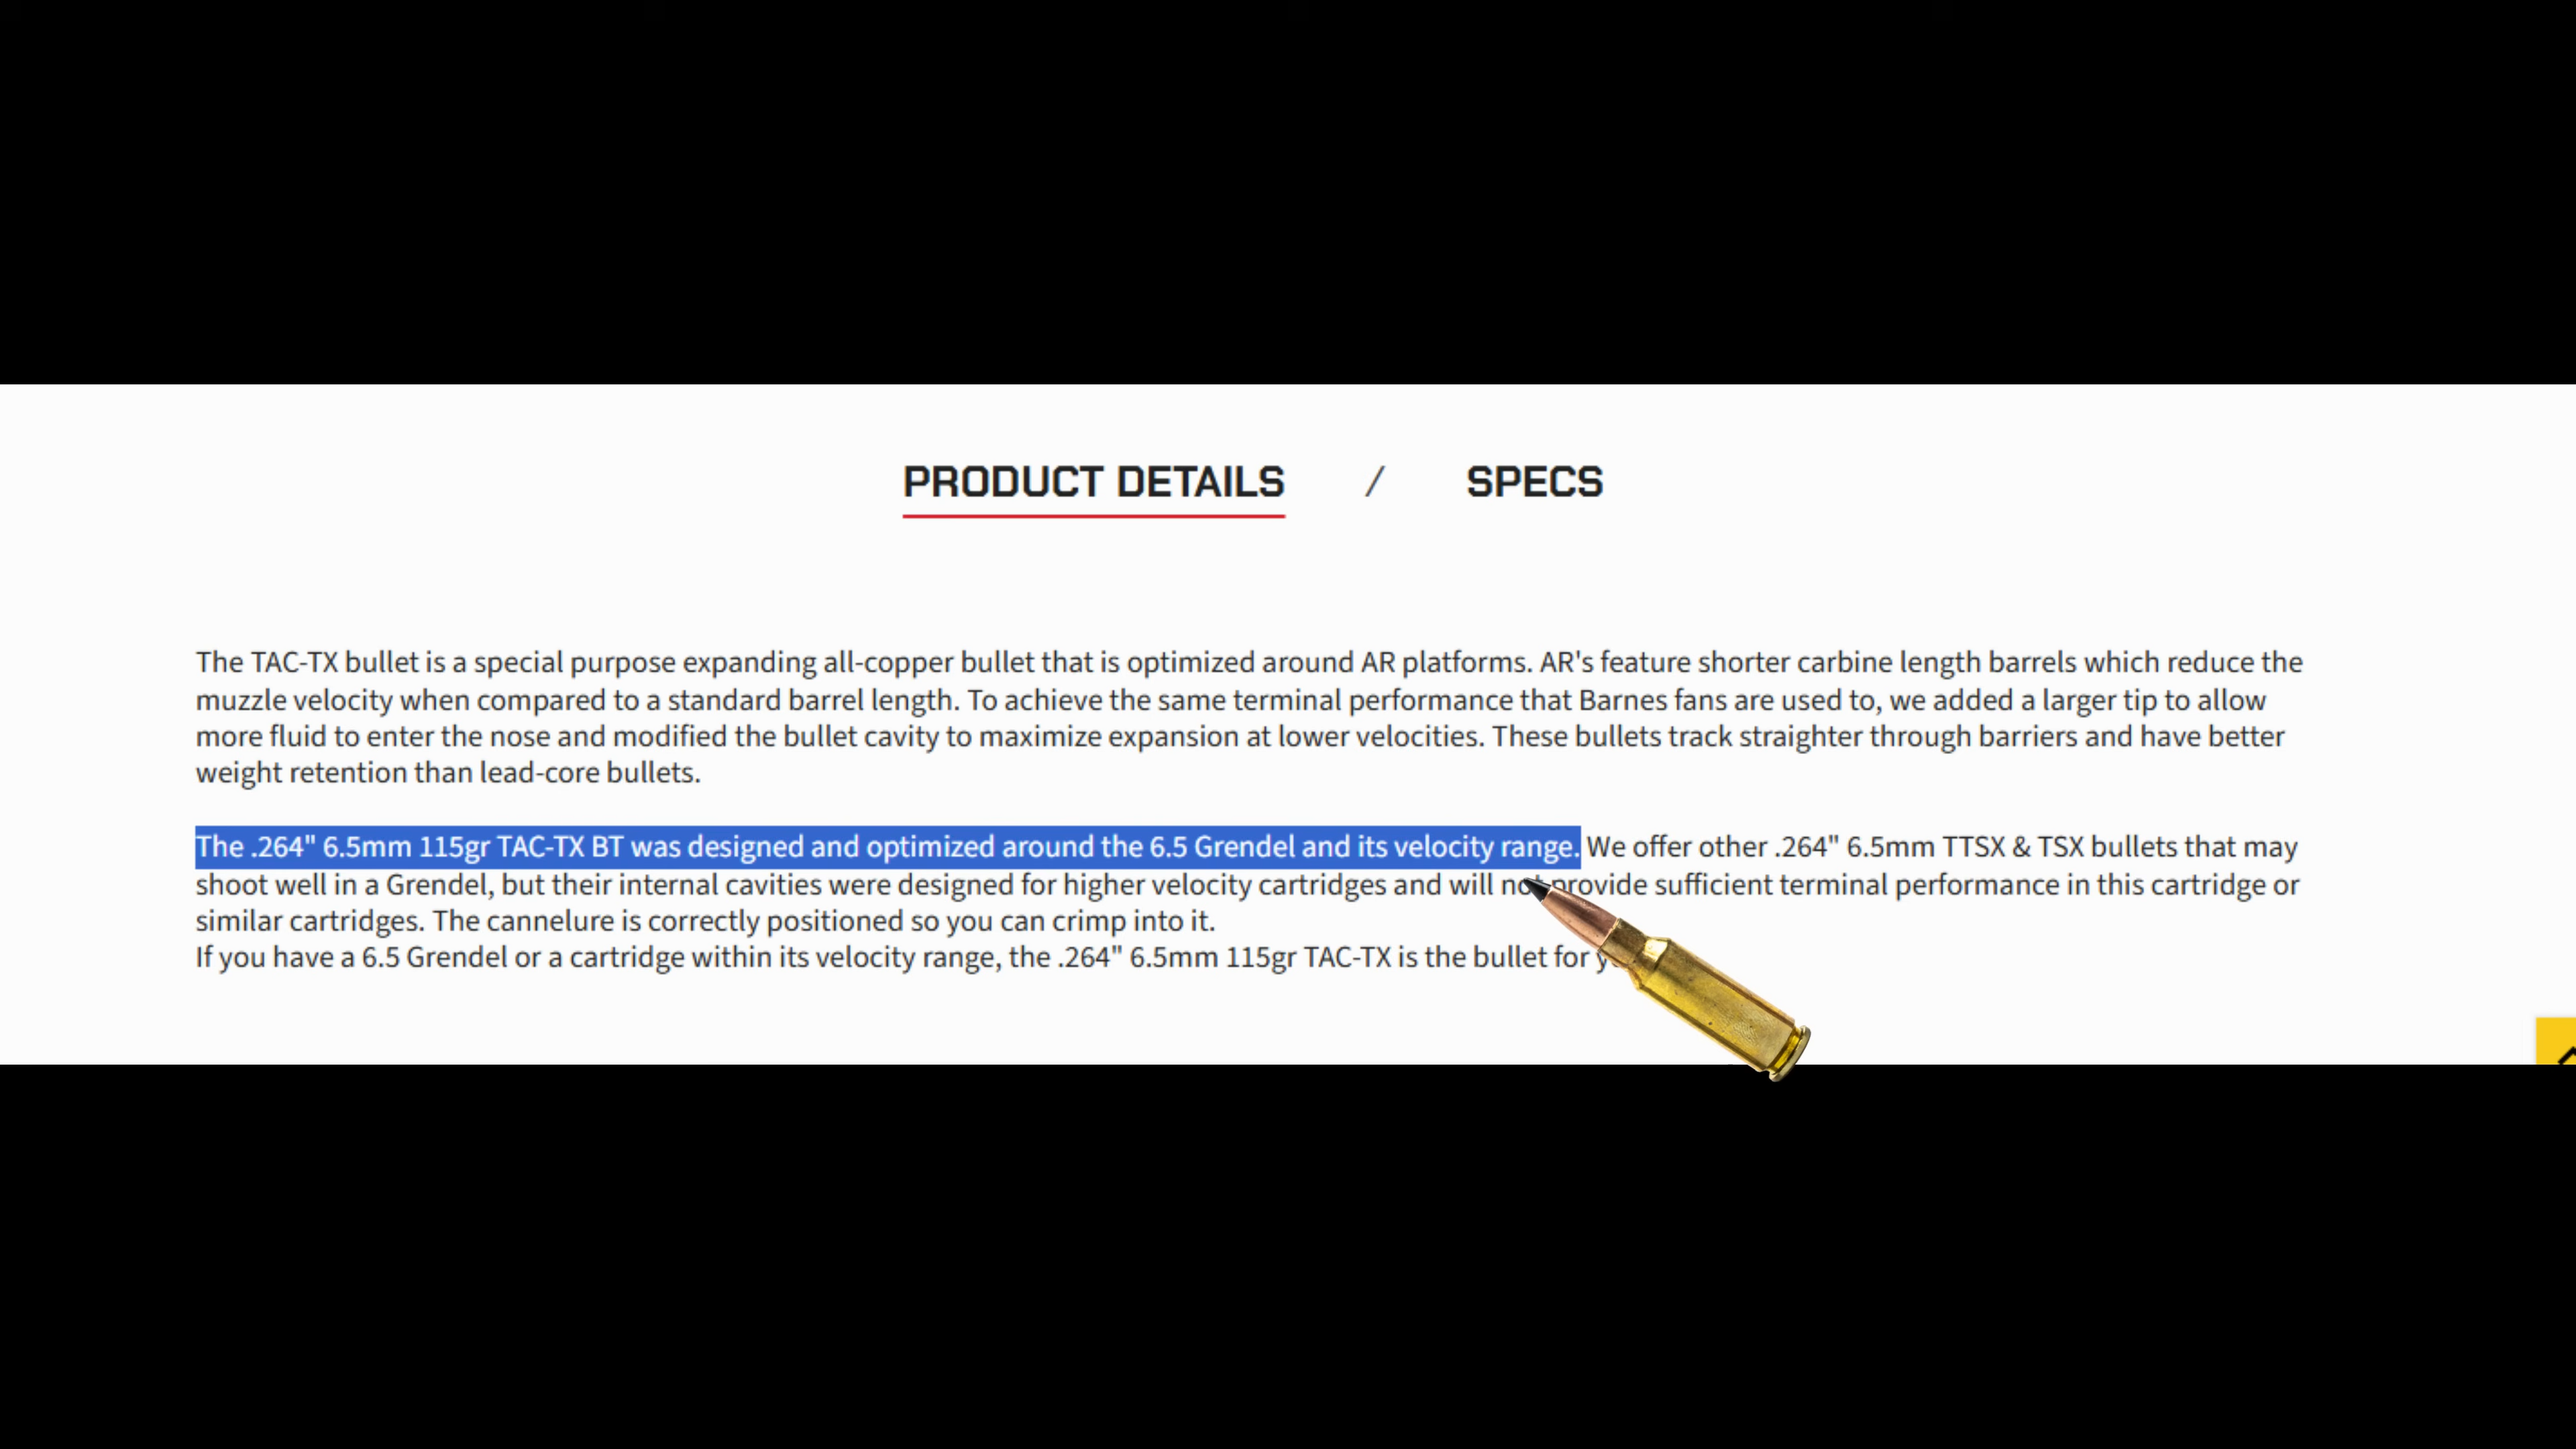 PRODUCT DETAILS / SPECS
The TAC-TX bullet is a special purpose expanding all-copper bullet that is optimized around AR platforms. AR's feature shorter carbine length barrels which reduce the
muzzle velocity when compared to a standard barrel length. To achieve the same terminal performance that Barnes fans are used to, we added a larger tip to allow
more fluid to enter the nose and modified the bullet cavity to maximize expansion at lower velocities. These bullets track straighter through barriers and have better
weight retention than lead-core bullets.
The .264" 6.5mm 115gr TAC-TX BT was designed and optimized around the 6.5 Grendel and its velocity range. We offer other .264" 6.5mm TTSX & TSX bullets that may
shoot well in a Grendel, but their internal cavities were designed for higher velocity cartridges and will not provide sufficient terminal performance in this cartridge or
similar cartridges. The cannelure is correctly positioned so you can crimp into it.
If you have a 6.5 Grendel or a cartridge within its velocity range, the .264" 6.5mm 115gr TAC-TX is the bullet for